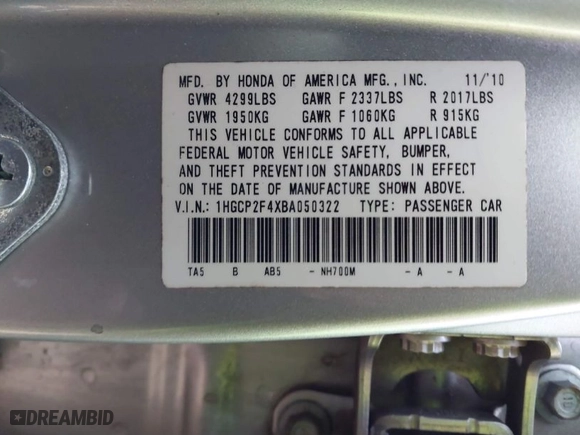 MFD. BY HONDA OF AMERICA MFG., INC. 11/'10
GVWR 4299LBS GAWR F 2337LBS R 2017LBS
GVWR 1950KG GAWR F 1060KG R 915KG
THIS VEHICLE CONFORMS TO ALL APPLICABLE
FEDERAL MOTOR VEHICLE SAFETY, BUMPER,
AND THEFT PREVENTION STANDARDS IN EFFECT
ON THE DATE OF MANUFACTURE SHOWN ABOVE.
V.I.N.: 1HGCP2F4XBA050322 TYPE: PASSENGER CAR
TA5 B AB5 - NH700M - A - A
DREAMBID